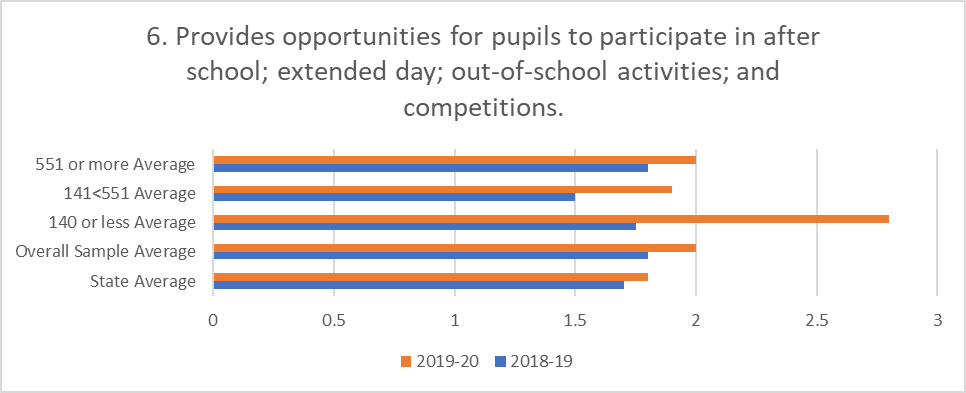 6. Provides opportunities for pupils to participate in after
school; extended day; out-of-school activities; and
competitions.
551 or more Average
141<551 Average
140 or less Average
Overall Sample Average
State Average
0 0.5 1 1.5 2 2.5 3
2019-20 2018-19